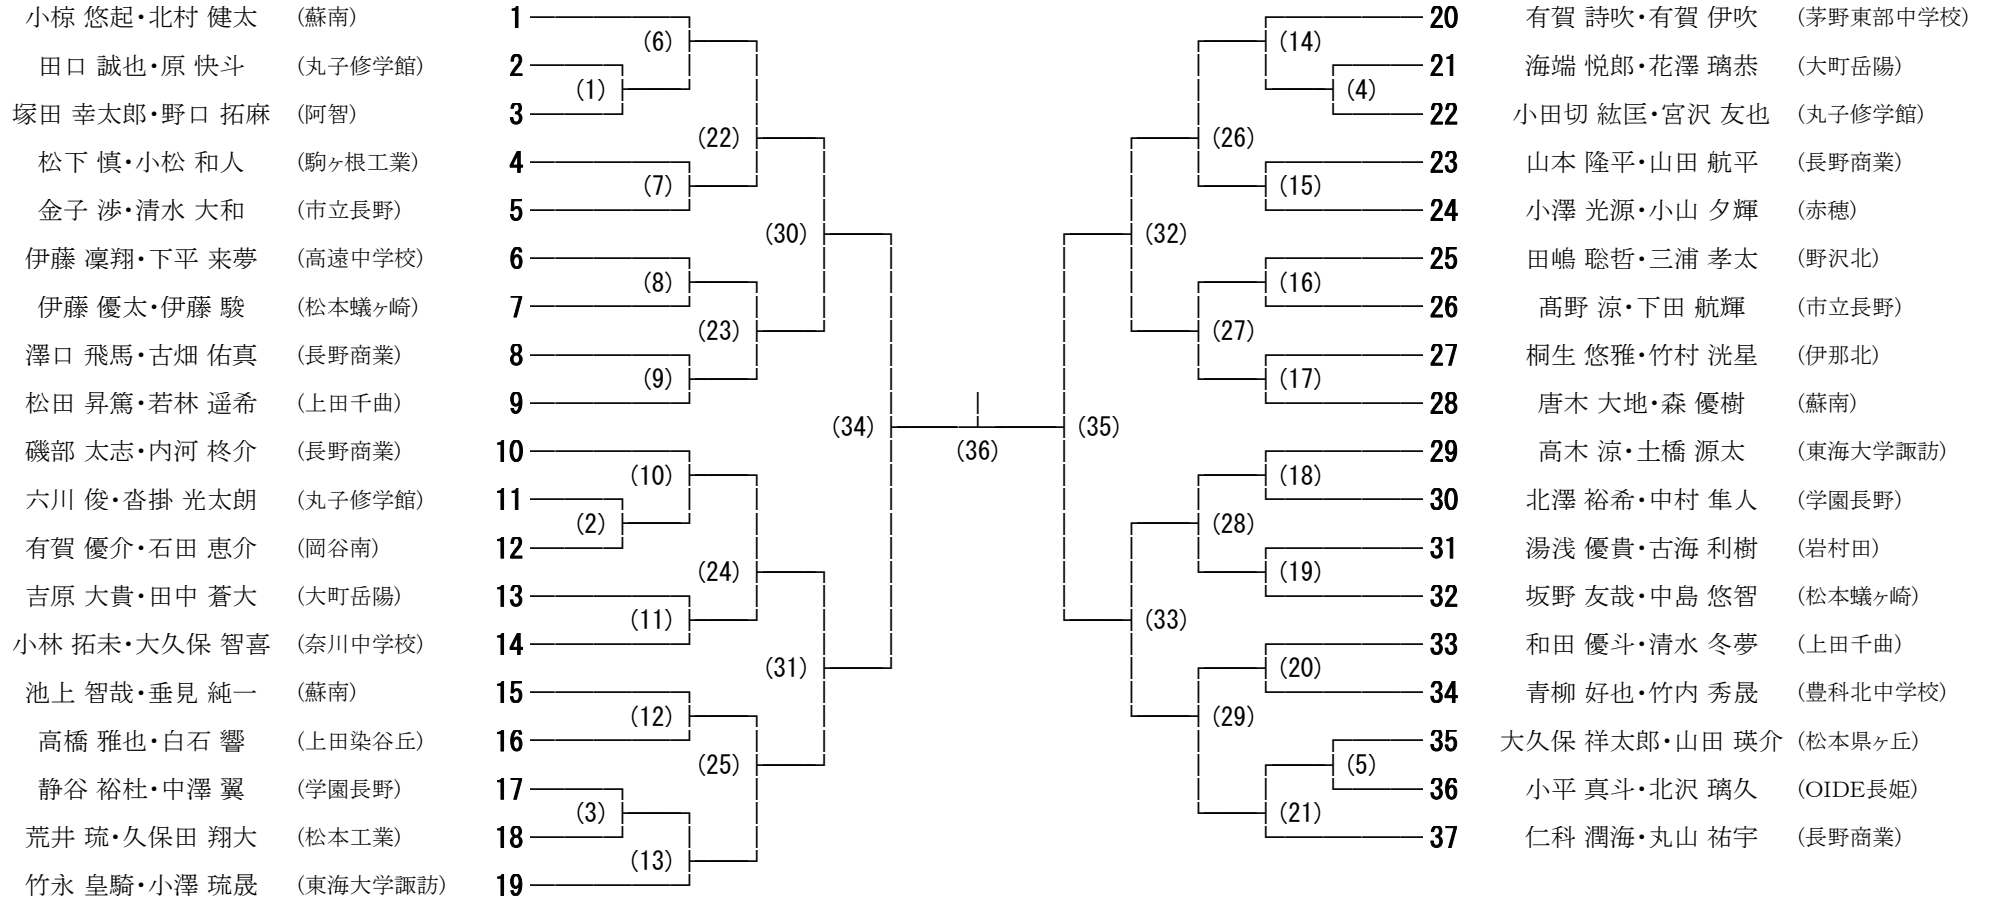 小椋 悠起・北村 健太 (蘇南) 1
(6)
田口 誠也・原 快斗 (丸子修学館) 2
(1)
塚田 幸太郎・野口 拓麻 (阿智) 3
(22)
松下 慎・小松 和人 (駒ヶ根工業) 4
(7)
金子 渉・清水 大和 (市立長野) 5
(30)
伊藤 凜翔・下平 来夢 (高遠中学校) 6
(8)
伊藤 優太・伊藤 駿 (松本蟻ヶ崎) 7
(23)
澤口 飛馬・古畑 佑真 (長野商業) 8
(9)
松田 昇篤・若林 遥希 (上田千曲) 9
(34)
磯部 太志・内河 柊介 (長野商業) 10
(10)
六川 俊・沓掛 光太朗 (丸子修学館) 11
(2)
有賀 優介・石田 恵介 (岡谷南) 12
(24)
吉原 大貴・田中 蒼大 (大町岳陽) 13
(11)
小林 拓未・大久保 智喜 (奈川中学校) 14
(31)
池上 智哉・垂見 純一 (蘇南) 15
(12)
高橋 雅也・白石 響 (上田染谷丘) 16
(25)
静谷 裕杜・中澤 翼 (学園長野) 17
(3)
荒井 琉・久保田 翔大 (松本工業) 18
(13)
竹永 皇騎・小澤 琉晟 (東海大学諏訪) 19
(36)
20 有賀 詩吹・有賀 伊吹 (茅野東部中学校)
(14)
21 海端 悦郎・花澤 璃恭 (大町岳陽)
(4)
22 小田切 紘匡・宮沢 友也 (丸子修学館)
(26)
23 山本 隆平・山田 航平 (長野商業)
(15)
24 小澤 光源・小山 夕輝 (赤穂)
(32)
25 田嶋 聡哲・三浦 孝太 (野沢北)
(16)
26 髙野 涼・下田 航輝 (市立長野)
(27)
27 桐生 悠雅・竹村 洸星 (伊那北)
(17)
28 唐木 大地・森 優樹 (蘇南)
(35)
29 高木 涼・土橋 源太 (東海大学諏訪)
(18)
30 北澤 裕希・中村 隼人 (学園長野)
(28)
31 湯浅 優貴・古海 利樹 (岩村田)
(19)
32 坂野 友哉・中島 悠智 (松本蟻ヶ崎)
(33)
33 和田 優斗・清水 冬夢 (上田千曲)
(20)
34 青柳 好也・竹内 秀晟 (豊科北中学校)
(29)
35 大久保 祥太郎・山田 瑛介 (松本県ヶ丘)
(5)
36 小平 真斗・北沢 璃久 (OIDE長姫)
(21)
37 仁科 潤海・丸山 祐宇 (長野商業)